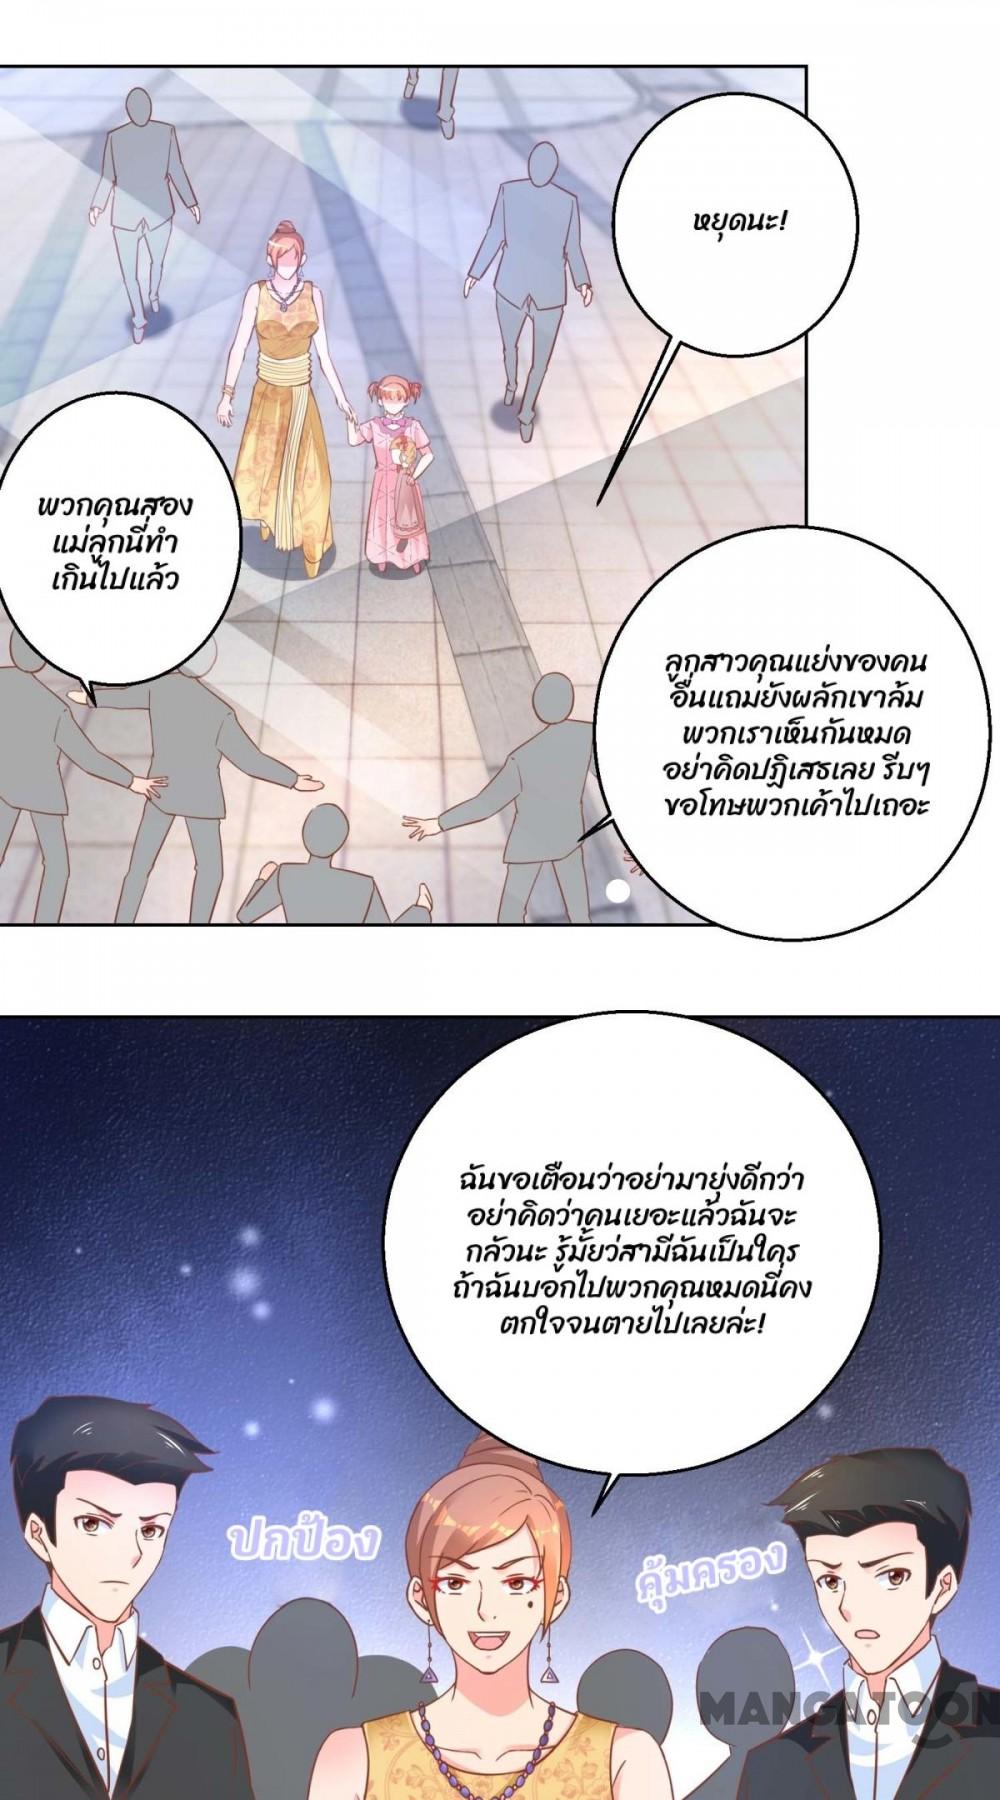 หยุดนะ!
พวกคุณสอง
แม่ลูกนี่ทำ
เกินไปแล้ว
ลูกสาวคุณแย่งของคน
อื่นแถมยังผลักเขาล้ม
พวกเราเห็นกันหมด
อย่าคิดปฏิเสธเลย รีบๆ
ขอโทษพวกเค้าไปเถอะ
ฉันขอเตือนว่าอย่ามายุ่งดีกว่า
อย่าคิดว่าคนเยอะแล้วฉันจะ
กลัวนะ รู้มั้ยว่สามีฉันเป็นใคร
ถ้าฉันบอกไปพวกคุณหมดนี่คง
ตกใจจนตายไปเลยล่ะ!
ปกป้อง
คุ้มครอง
MANGATOON